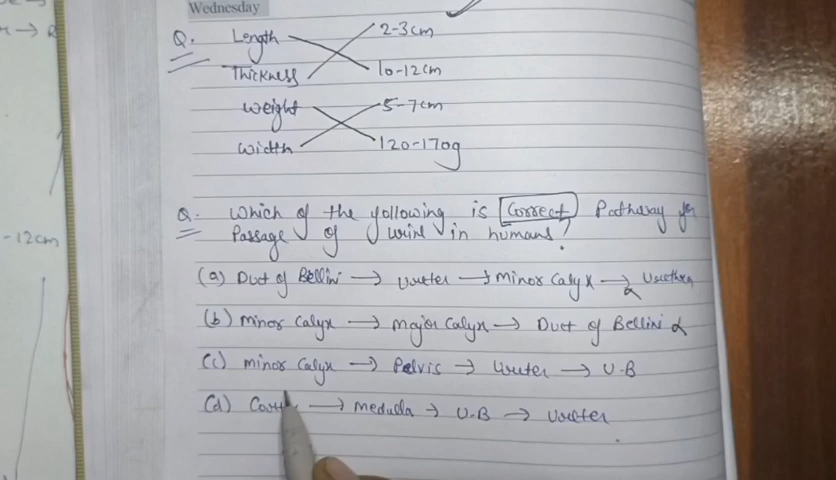 Wednesday
Q. Length 2-3cm
Thickness 10-12cm
weight 5-7cm
width 120-170g
Q. Which of the following is Correct Pathway for
Passage of urine in humans?
(a) Duct of Bellini → ureter → minor calyx → Urethra
(b) minor calyx → major calyx → Duct of Bellini
(c) minor calyx → Pelvis → Ureter → U.B
(d) → medulla → U.B → Ureter
-12cm